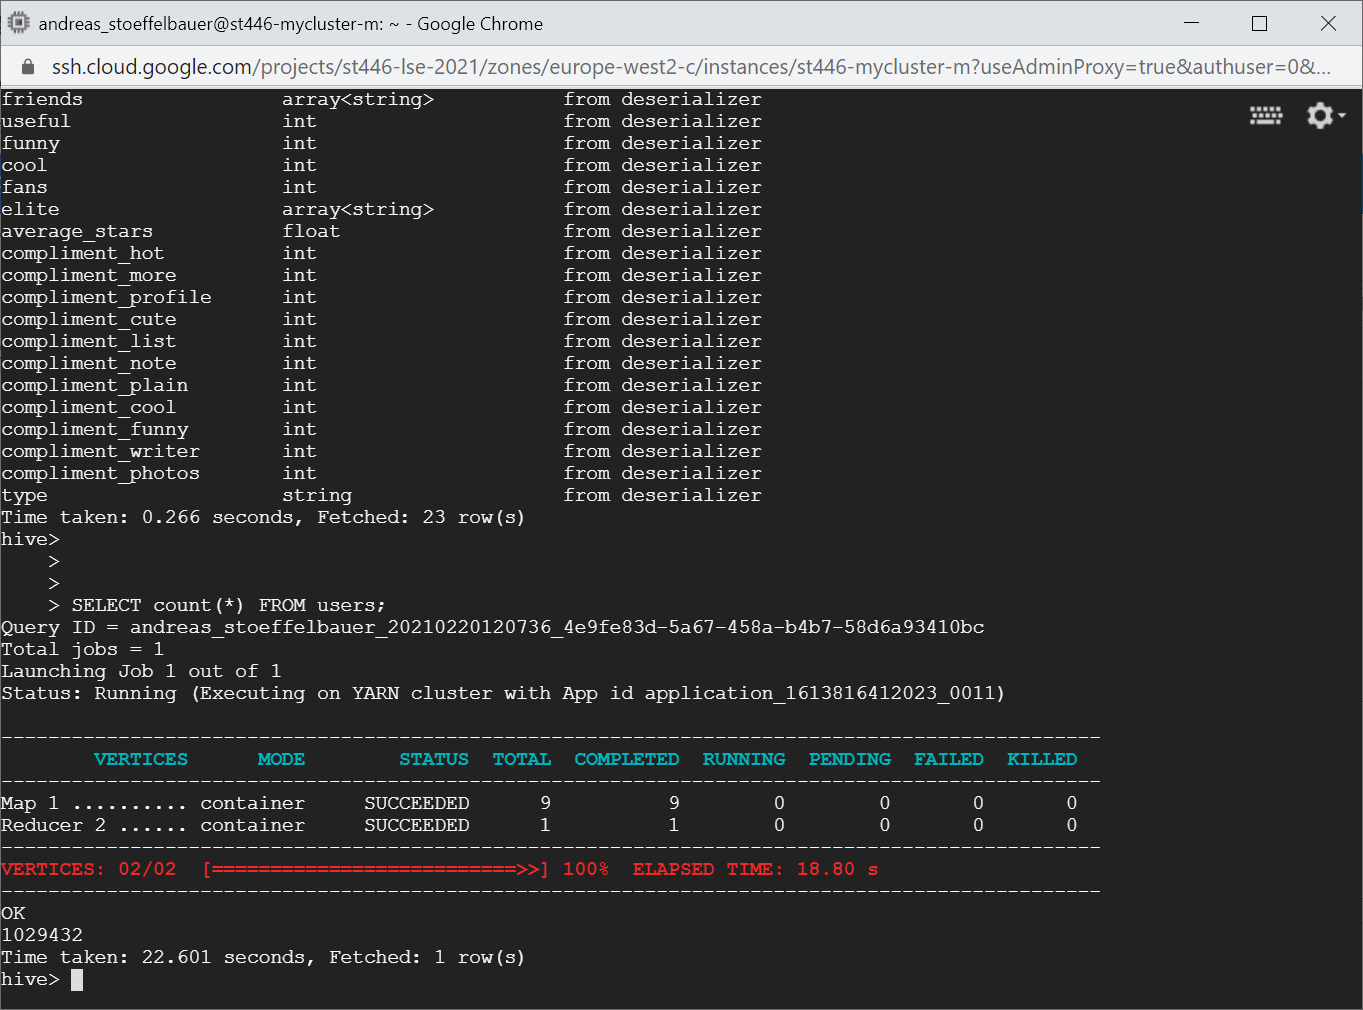 andreas_stoeffelbauer@st446-mycluster-m: ~ - Google Chrome
ssh.cloud.google.com/projects/st446-lse-2021/zones/europe-west2-c/instances/st446-mycluster-m?useAdminProxy=true&authuser=0&...
friends                 array<string>           from deserializer
useful                  int                     from deserializer
funny                   int                     from deserializer
cool                    int                     from deserializer
fans                    int                     from deserializer
elite                   array<string>           from deserializer
average_stars           float                   from deserializer
compliment_hot          int                     from deserializer
compliment_more         int                     from deserializer
compliment_profile      int                     from deserializer
compliment_cute         int                     from deserializer
compliment_list         int                     from deserializer
compliment_note         int                     from deserializer
compliment_plain        int                     from deserializer
compliment_cool         int                     from deserializer
compliment_funny        int                     from deserializer
compliment_writer       int                     from deserializer
compliment_photos       int                     from deserializer
type                    string                  from deserializer
Time taken: 0.266 seconds, Fetched: 23 row(s)
hive>
    >
    >
    > SELECT count(*) FROM users;
Query ID = andreas_stoeffelbauer_20210220120736_4e9fe83d-5a67-458a-b4b7-58d6a93410bc
Total jobs = 1
Launching Job 1 out of 1
Status: Running (Executing on YARN cluster with App id application_1613816412023_0011)
----------------------------------------------------------------------------------------------
        VERTICES      MODE        STATUS  TOTAL  COMPLETED  RUNNING  PENDING  FAILED  KILLED
----------------------------------------------------------------------------------------------
Map 1 .......... container     SUCCEEDED      9          9        0        0       0       0
Reducer 2 ...... container     SUCCEEDED      1          1        0        0       0       0
----------------------------------------------------------------------------------------------
VERTICES: 02/02  [==========================>>] 100%  ELAPSED TIME: 18.80 s
----------------------------------------------------------------------------------------------
OK
1029432
Time taken: 22.601 seconds, Fetched: 1 row(s)
hive>